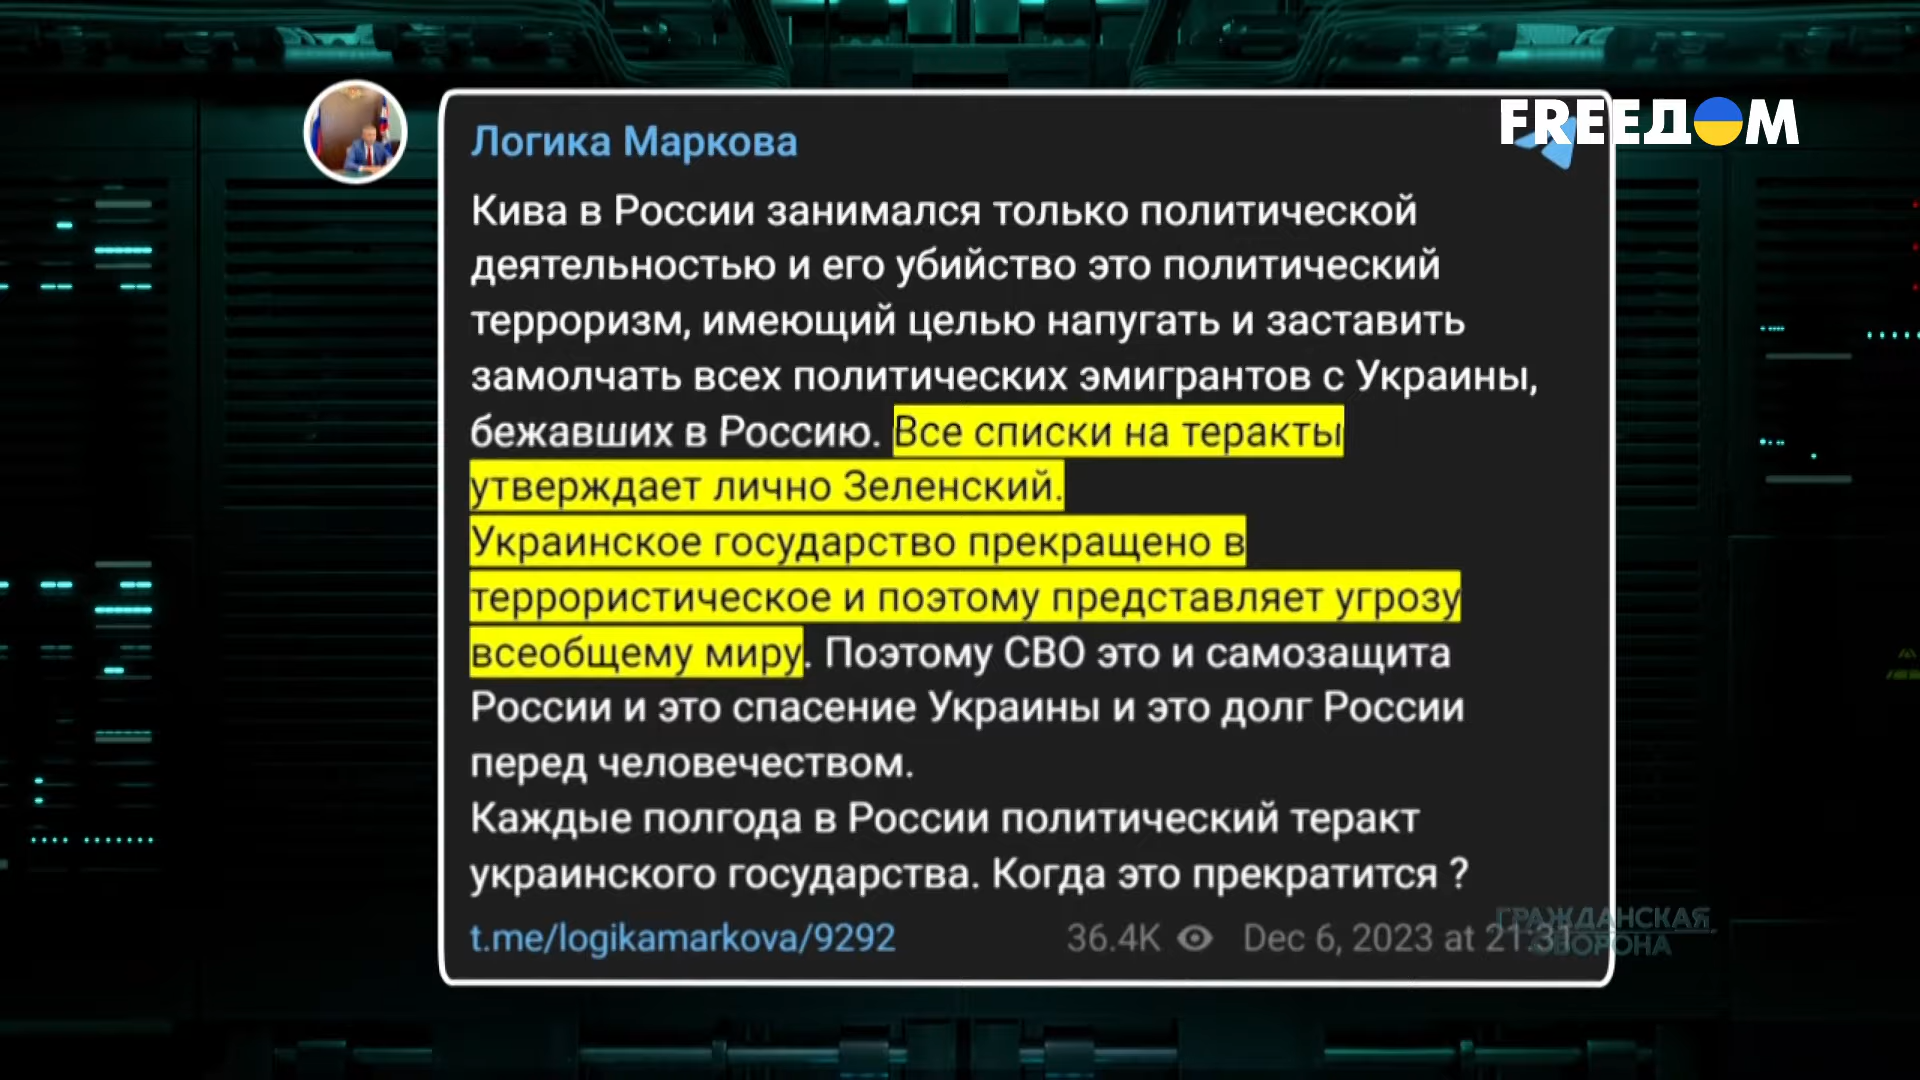 FREEДОM
Логика Маркова
Кива в России занимался только политической
деятельностью и его убийство это политический
терроризм, имеющий целью напугать и заставить
замолчать всех политических эмигрантов с Украины,
бежавших в Россию. Все списки на теракты
утверждает лично Зеленский.
Украинское государство прекращено в
террористическое и поэтому представляет угрозу
всеобщему миру. Поэтому СВО это и самозащита
России и это спасение Украины и это долг России
перед человечеством.
Каждые полгода в России политический теракт
украинского государства. Когда это прекратится ?
t.me/logikamarkova/9292 36.4K Dec 6, 2023 at 21:31
ГРАЖДАНСКАЯ
ОБОРОНА